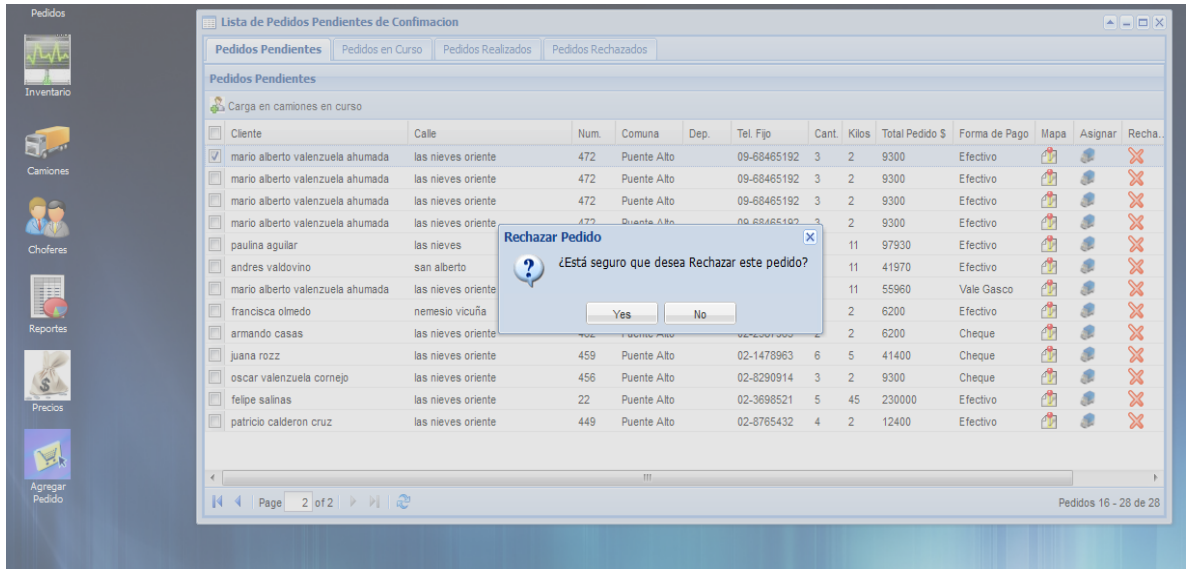 Pedidos
Inventario
Camiones
Choferes
Reportes
Precios
Agregar
Pedido
Lista de Pedidos Pendientes de Confimacion
Pedidos Pendientes Pedidos en Curso Pedidos Realizados Pedidos Rechazados
Pedidos Pendientes
Carga en camiones en curso
Cliente Calle Num. Comuna Dep. Tel. Fijo Cant. Kilos Total Pedido $ Forma de Pago Mapa Asignar Recha..
mario alberto valenzuela ahumada las nieves oriente 472 Puente Alto 09-68465192 3 2 9300 Efectivo
mario alberto valenzuela ahumada las nieves oriente 472 Puente Alto 09-68465192 3 2 9300 Efectivo
mario alberto valenzuela ahumada las nieves oriente 472 Puente Alto 09-68465192 3 2 9300 Efectivo
mario alberto valenzuela ahumada las nieves oriente 472 Puente Alto 09-68465192 3 2 9300 Efectivo
paulina aguilar las nieves 11 97930 Efectivo
andres valdovino san alberto 11 41970 Efectivo
mario alberto valenzuela ahumada las nieves oriente 11 55960 Vale Gasco
francisca olmedo nemesio vicuña 2 6200 Efectivo
armando casas las nieves oriente Puente Alto 2 2 6200 Cheque
juana rozz las nieves oriente 459 Puente Alto 02-1478963 6 5 41400 Cheque
oscar valenzuela cornejo las nieves oriente 456 Puente Alto 02-8290914 3 2 9300 Cheque
felipe salinas las nieves oriente 22 Puente Alto 02-3698521 5 45 230000 Efectivo
patricio calderon cruz las nieves oriente 449 Puente Alto 02-8765432 4 2 12400 Efectivo
Rechazar Pedido
¿Está seguro que desea Rechazar este pedido?
Yes No
Page 2 of 2 Pedidos 16 - 28 de 28